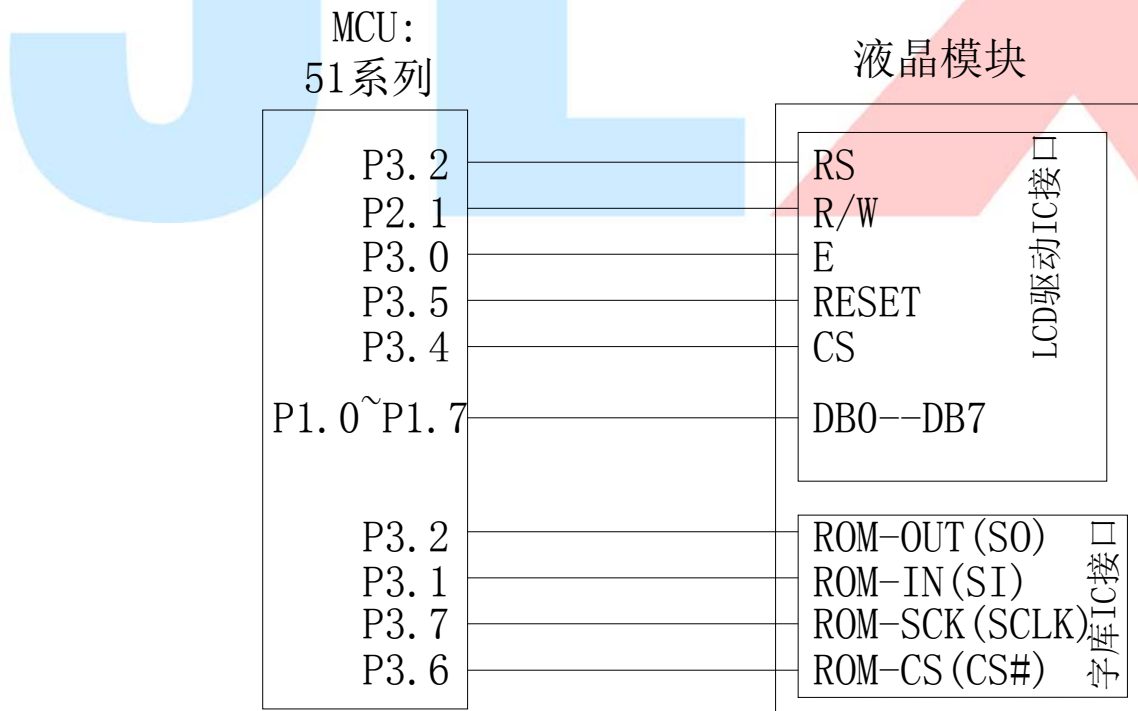 MCU:
51系列
液晶模块
P3.2
RS
P2.1
R/W
P3.0
E
P3.5
RESET
P3.4
CS
P1.0~P1.7
DB0--DB7
LCD驱动IC接口
P3.2
ROM-OUT(SO)
P3.1
ROM-IN(SI)
P3.7
ROM-SCK(SCLK)
P3.6
ROM-CS(CS#)
字库IC接口